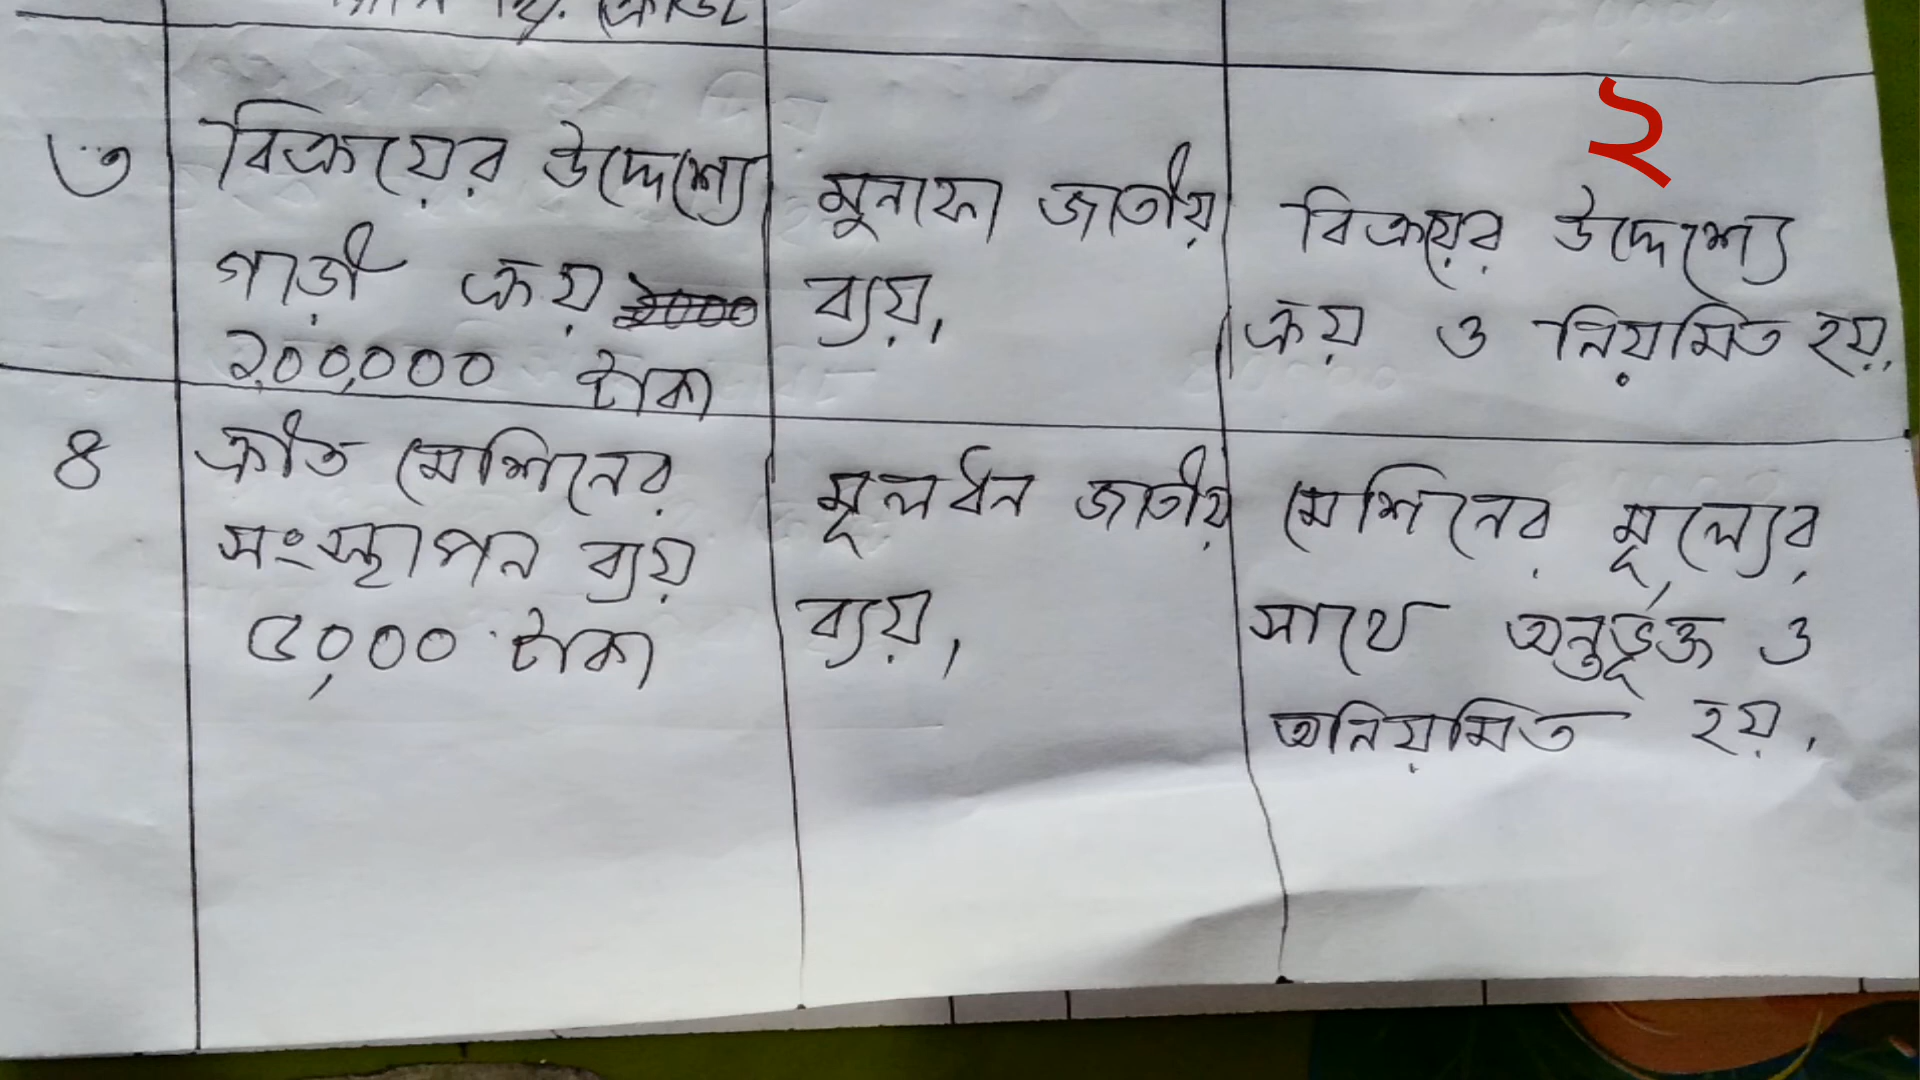 ২
৩ বিক্রয়ের উদ্দেশ্যে মুনাফা জাতীয় বিক্রয়ের উদ্দেশ্যে
গাড়ী ক্রয় ব্যয়, ক্রয় ও নিয়মিত হয়,
২,০০,০০০ টাকা
৪ ক্রীত মেশিনের মূলধন জাতীয় মেশিনের মূল্যের
সংস্থাপন ব্যয় ব্যয়, সাথে অন্তুর্ভূক্ত ও
৫০,০০০ টাকা অনিয়মিত হয়,